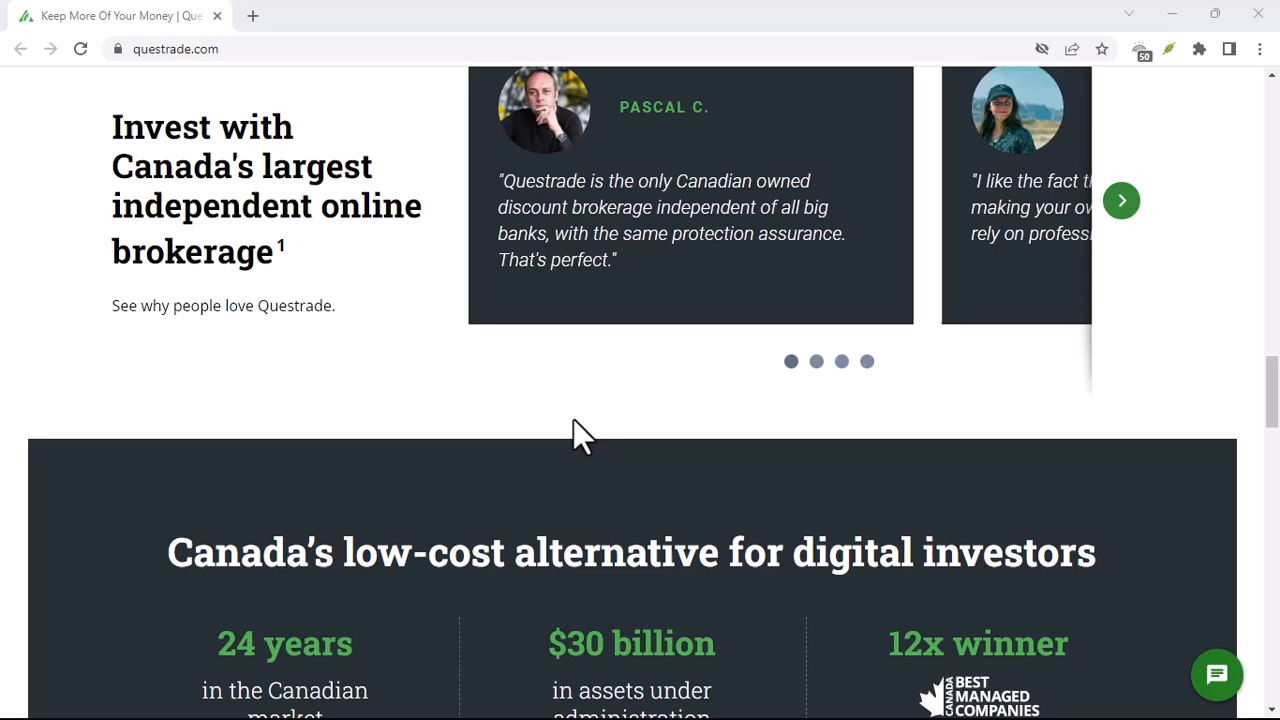 Keep More Of Your Money | Que
questrade.com
50
Invest with
Canada's largest
independent online
brokerage1
See why people love Questrade.
PASCAL C.
"Questrade is the only Canadian owned
discount brokerage independent of all big
banks, with the same protection assurance.
That's perfect."
"I like the fact th
making your ow
rely on profess
Canada's low-cost alternative for digital investors
24 years
in the Canadian
market
$30 billion
in assets under
administration
12x winner
CANADA
BEST
MANAGED
COMPANIES